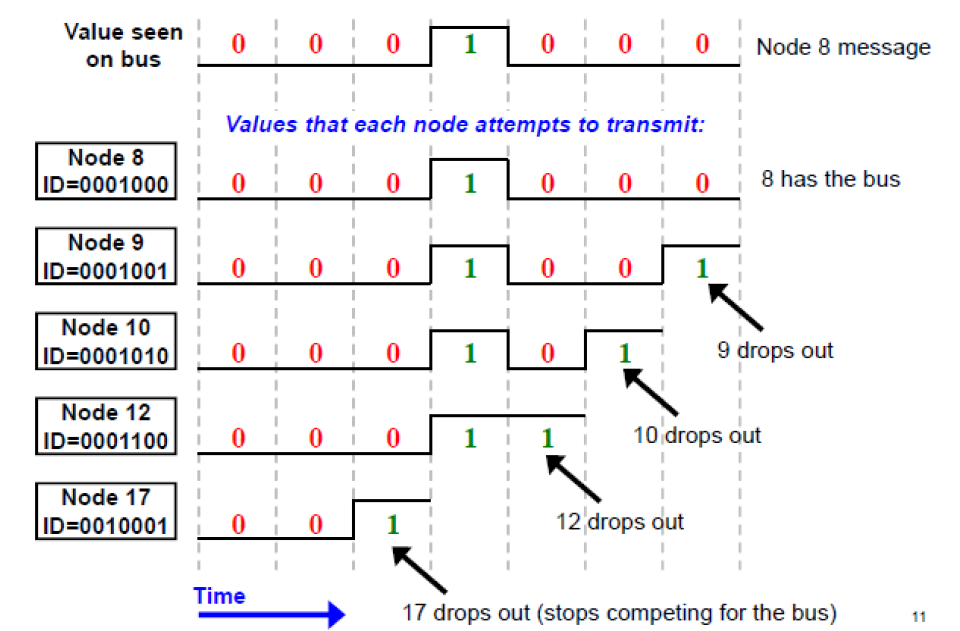 Value seen
on bus
0 0 0 1 0 0 0
Node 8 message
Values that each node attempts to transmit:
Node 8
ID=0001000
0 0 0 1 0 0 0
8 has the bus
Node 9
ID=0001001
0 0 0 1 0 0 1
9 drops out
Node 10
ID=0001010
0 0 0 1 0 1
10 drops out
Node 12
ID=0001100
0 0 0 1 1
12 drops out
Node 17
ID=0010001
0 0 1
17 drops out (stops competing for the bus)
Time
11